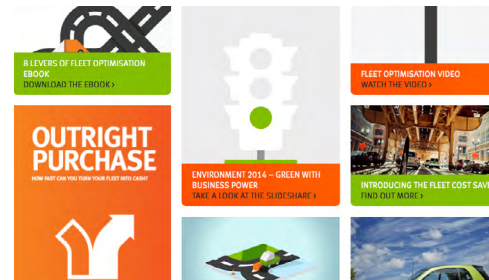 8 LEVERS OF FLEET OPTIMISATION
EBOOK
DOWNLOAD THE EBOOK >
OUTRIGHT
PURCHASE
HOW FAST CAN YOU TURN YOUR FLEET INTO CASH?
ENVIRONMENT 2014 – GREEN WITH
BUSINESS POWER
TAKE A LOOK AT THE SLIDESHARE >
FLEET OPTIMISATION VIDEO
WATCH THE VIDEO >
INTRODUCING THE FLEET COST SAVI
FIND OUT MORE >